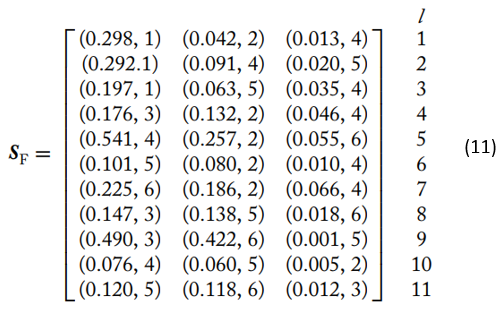 l
(0.298, 1) (0.042, 2) (0.013, 4) 1
(0.292.1) (0.091, 4) (0.020, 5) 2
(0.197, 1) (0.063, 5) (0.035, 4) 3
(0.176, 3) (0.132, 2) (0.046, 4) 4
(0.541, 4) (0.257, 2) (0.055, 6) 5
S_F = (0.101, 5) (0.080, 2) (0.010, 4) 6 (11)
(0.225, 6) (0.186, 2) (0.066, 4) 7
(0.147, 3) (0.138, 5) (0.018, 6) 8
(0.490, 3) (0.422, 6) (0.001, 5) 9
(0.076, 4) (0.060, 5) (0.005, 2) 10
(0.120, 5) (0.118, 6) (0.012, 3) 11